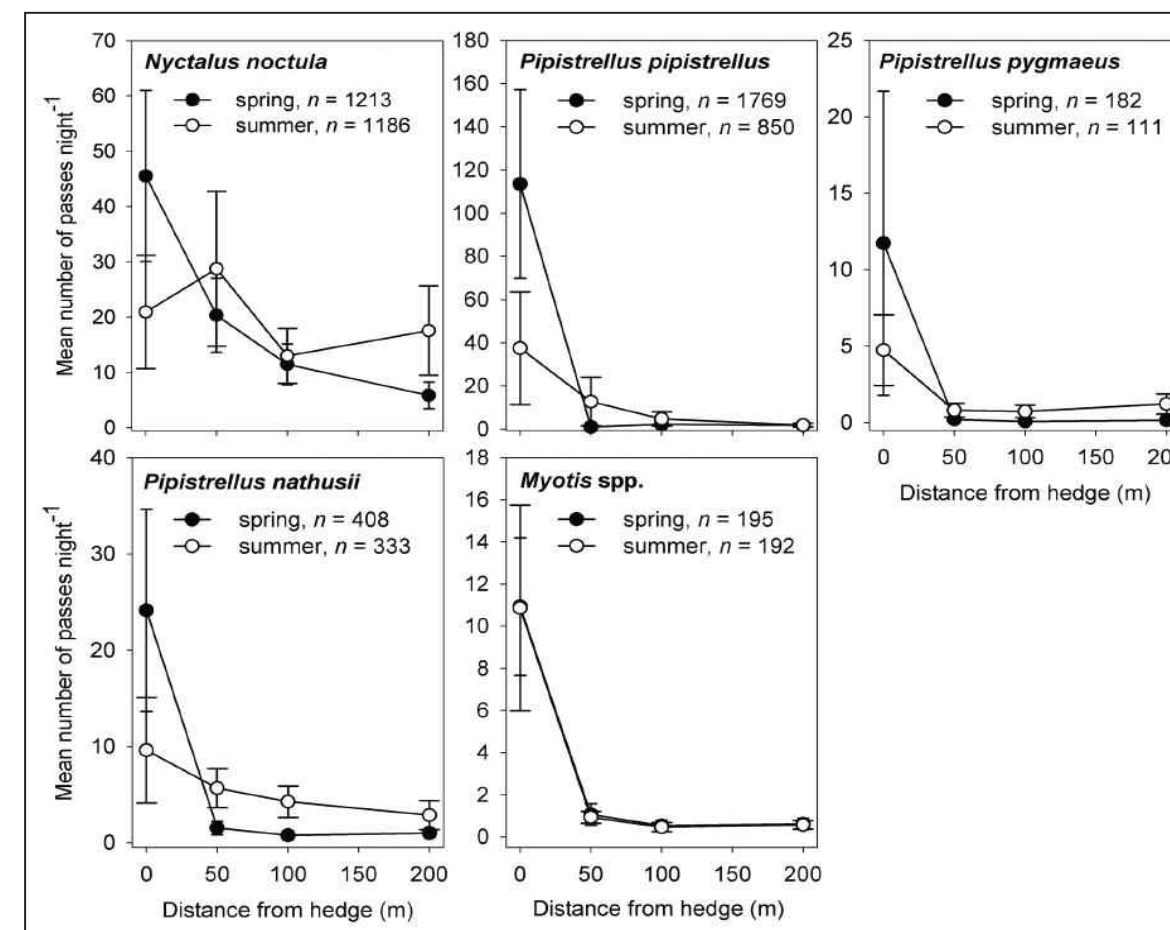 Nyctalus noctula
spring, n = 1213
summer, n = 1186
Mean number of passes night-1
70
60
50
40
30
20
10
0
Pipistrellus pipistrellus
spring, n = 1769
summer, n = 850
180
160
140
120
100
80
60
40
20
0
Pipistrellus pygmaeus
spring, n = 182
summer, n = 111
25
20
15
10
5
0
0 50 100 150 200
Distance from hedge (m)
Pipistrellus nathusii
spring, n = 408
summer, n = 333
Mean number of passes night-1
40
30
20
10
0
0 50 100 150 200
Distance from hedge (m)
Myotis spp.
spring, n = 195
summer, n = 192
18
16
14
12
10
8
6
4
2
0
0 50 100 150 200
Distance from hedge (m)